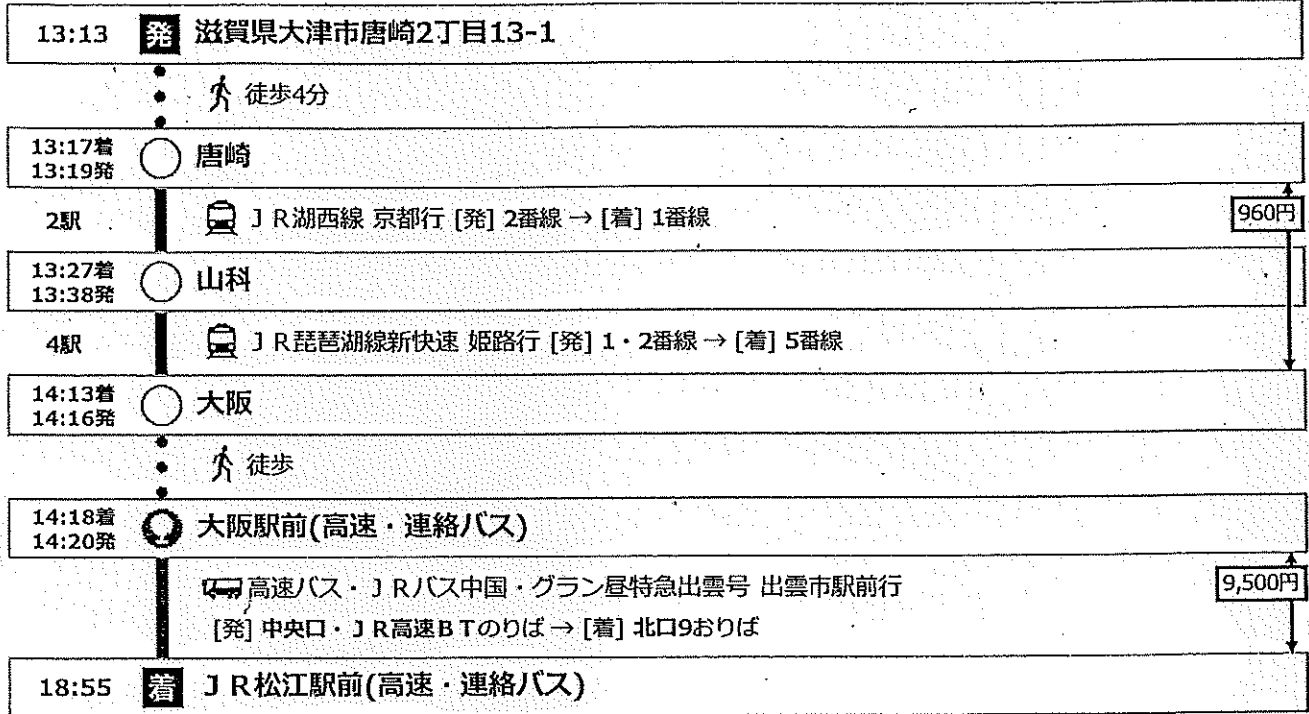 13:13 発 滋賀県大津市唐崎2丁目13-1
徒歩4分
13:17着
13:19発
唐崎
2駅 JR湖西線 京都行 [発] 2番線 → [着] 1番線
960円
13:27着
13:38発
山科
4駅 JR琵琶湖線新快速 姫路行 [発] 1・2番線 → [着] 5番線
14:13着
14:16発
大阪
徒歩
14:18着
14:20発
大阪駅前(高速・連絡バス)
高速バス・JRバス中国・グラン昼特急出雲号 出雲市駅前行
9,500円
[発] 中央口・JR高速BTのりば → [着] 北口9おりば
18:55 着 JR松江駅前(高速・連絡バス)